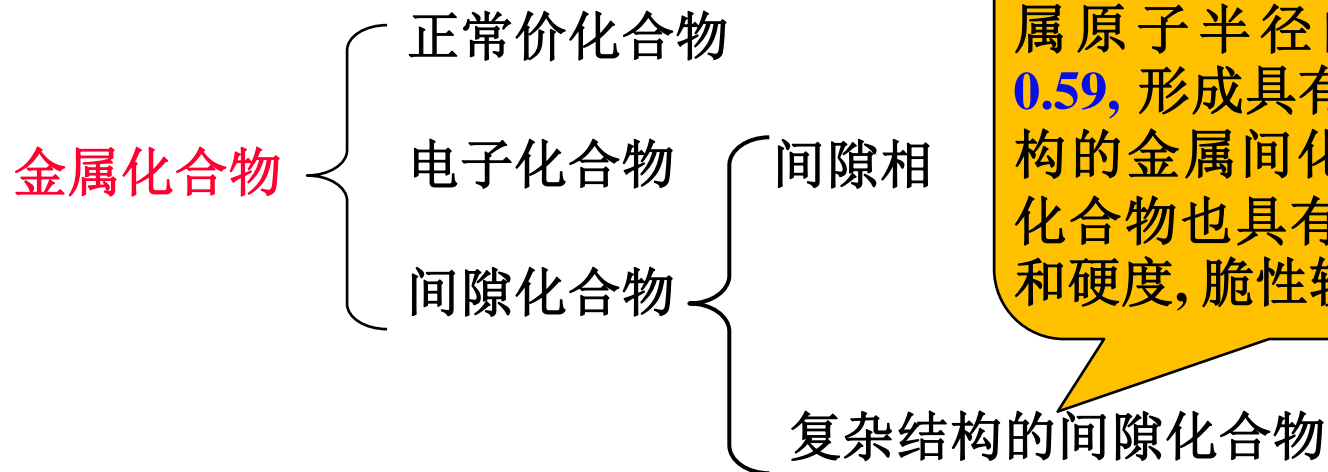 正常价化合物
金属化合物
电子化合物
间隙化合物
间隙相
复杂结构的间隙化合物
属原子半径
0.59, 形成具有
构的金属间化
化合物也具有
和硬度, 脆性较